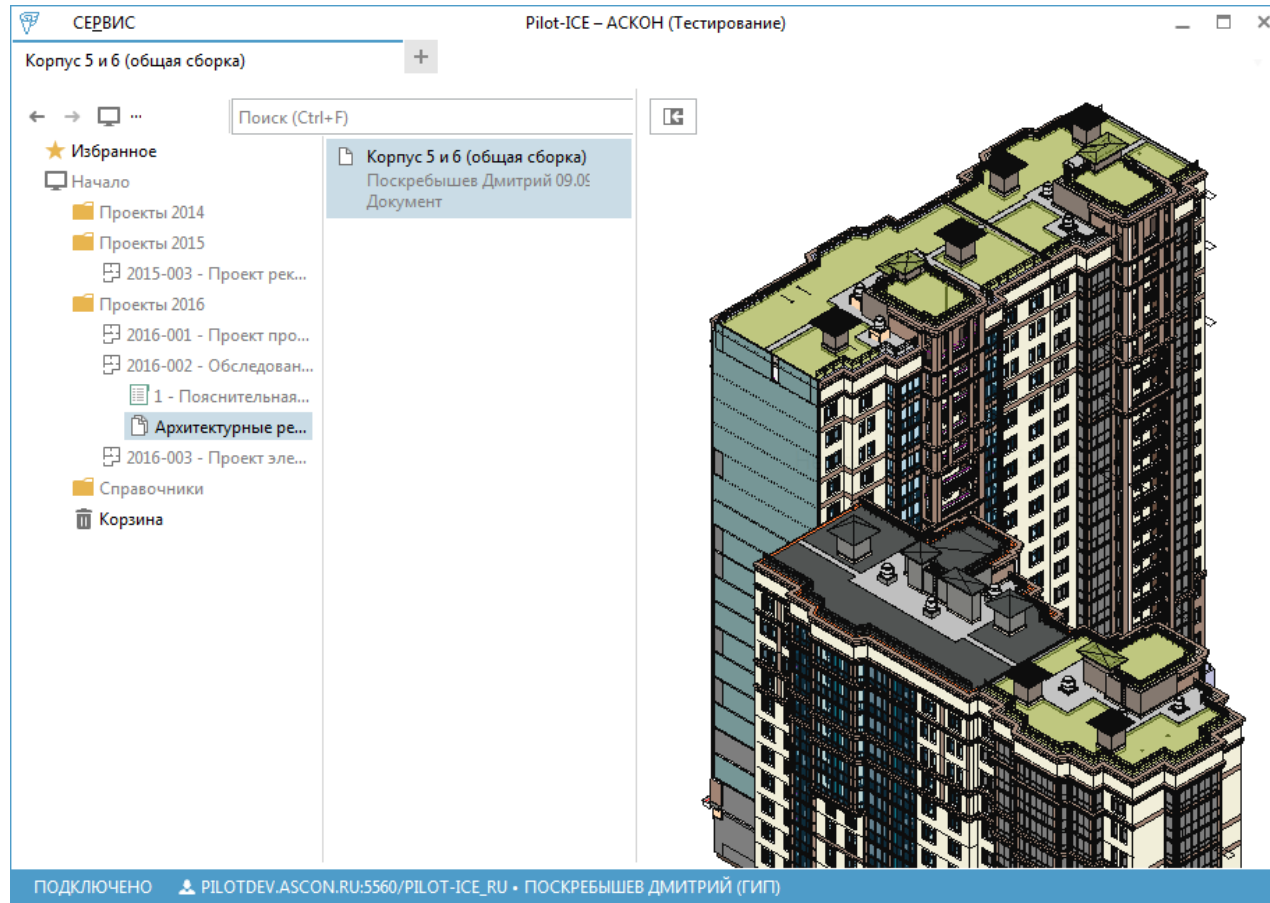 СЕРВИС
Pilot-ICE – АСКОН (Тестирование)
Корпус 5 и 6 (общая сборка)
Поиск (Ctrl+F)
Избранное
Начало
Проекты 2014
Проекты 2015
2015-003 - Проект рек...
Проекты 2016
2016-001 - Проект про...
2016-002 - Обследован...
1 - Пояснительная...
Архитектурные ре...
2016-003 - Проект эле...
Справочники
Корзина
Корпус 5 и 6 (общая сборка)
Поскребышев Дмитрий 09.09
Документ
ПОДКЛЮЧЕНО PILOTDEV.ASCON.RU:5560/PILOT-ICE_RU • ПОСКРЕБЫШЕВ ДМИТРИЙ (ГИП)